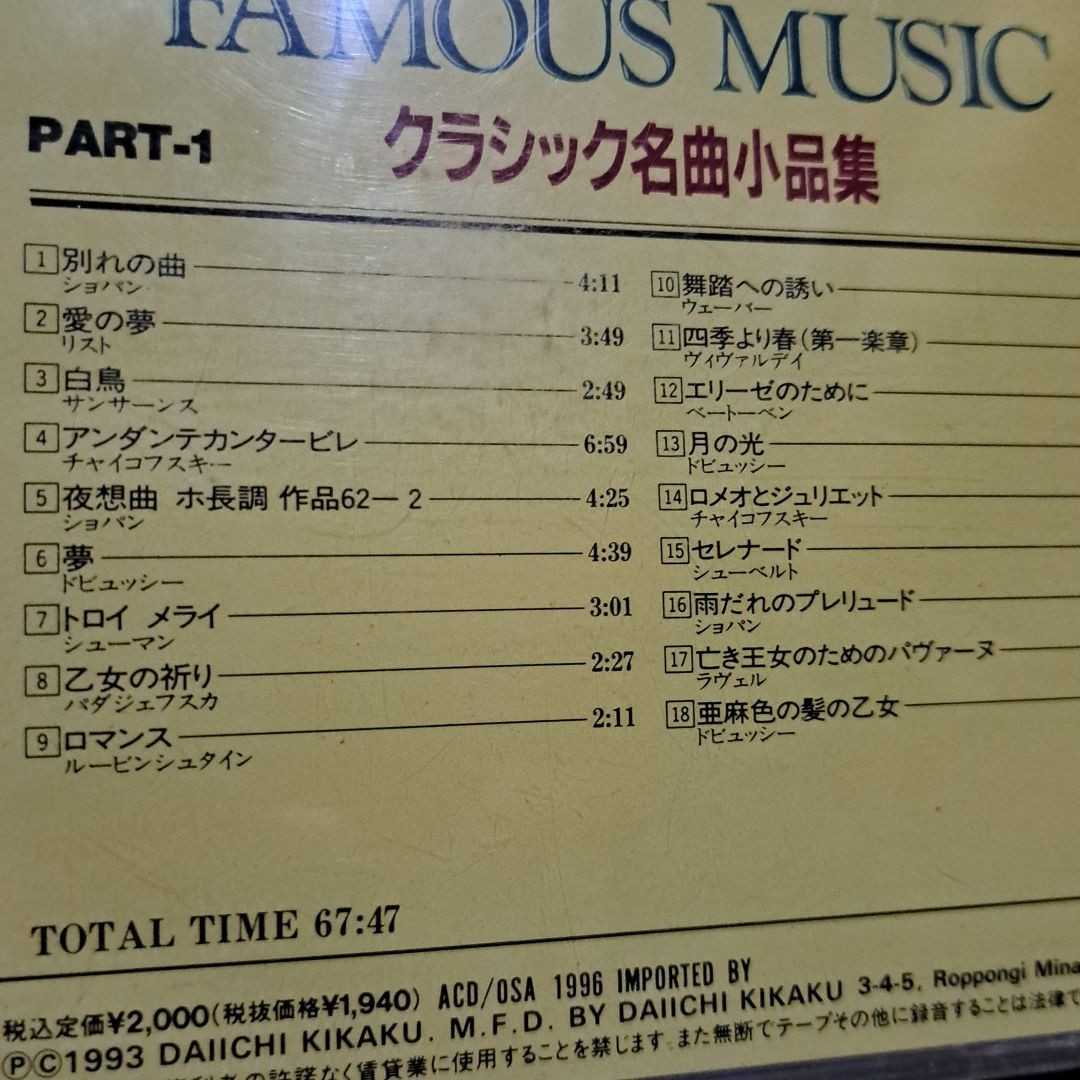 FAMOUS MUSIC
PART-1
クラシック名曲小品集
1 別れの曲 4:11
ショパン
2 愛の夢 3:49
リスト
3 白鳥 2:49
サンサーンス
4 アンダンテカンタービレ 6:59
チャイコフスキー
5 夜想曲 ホ長調 作品62-2 4:25
ショパン
6 夢 4:39
ドビュッシー
7 トロイ メライ 3:01
シューマン
8 乙女の祈り 2:27
バダジェフスカ
9 ロマンス 2:11
ルービンシュタイン
10 舞踏への誘い
ウェーバー
11 四季より春(第一楽章)
ヴィヴァルデイ
12 エリーゼのために
ベートーベン
13 月の光
ドビュッシー
14 ロメオとジュリエット
チャイコフスキー
15 セレナード
シューベルト
16 雨だれのプレリュード
ショパン
17 亡き王女のためのパヴァーヌ
ラヴェル
18 亜麻色の髪の乙女
ドビュッシー
TOTAL TIME 67:47
税込定価¥2,000(税抜価格¥1,940) ACD/OSA 1996 IMPORTED BY
ⓅⒸ1993 DAIICHI KIKAKU. M.F.D. BY DAIICHI KIKAKU 3-4-5, Roppongi Mina
の許諾なく賃貸業に使用することを禁じます。また無断でテープその他に録音することは法律で